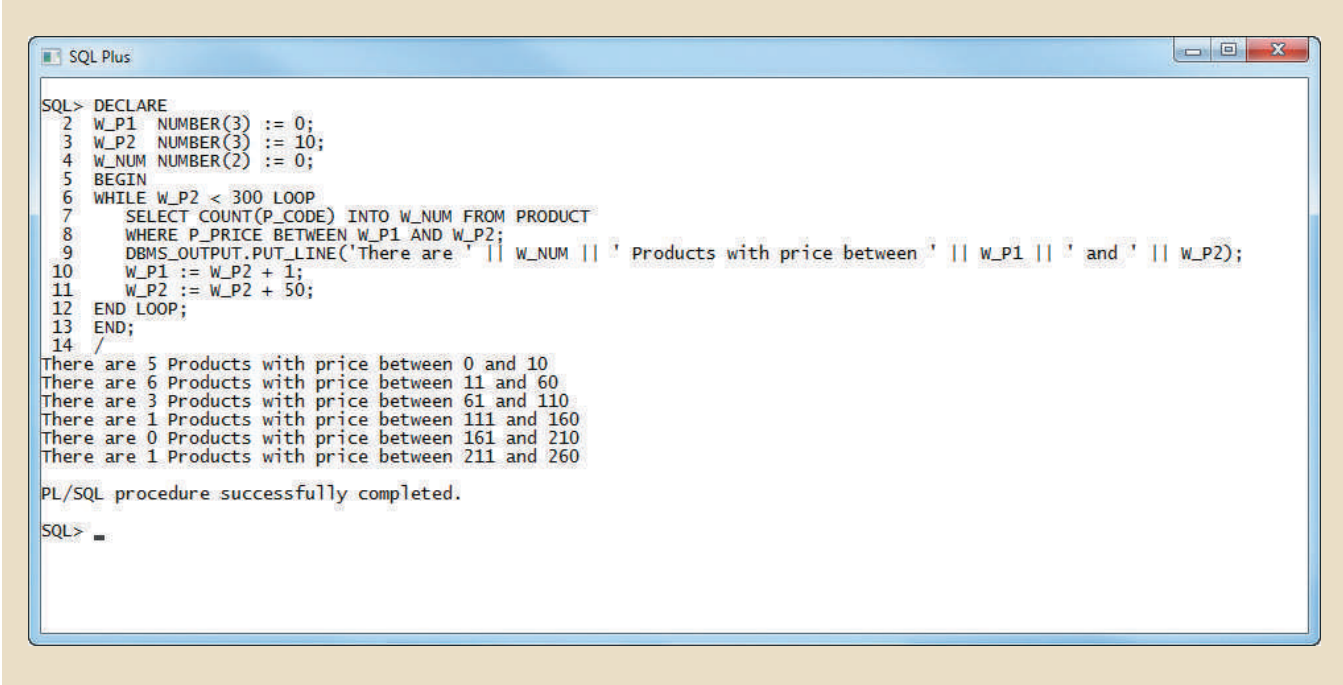 SQL Plus
SQL> DECLARE
2 W_P1 NUMBER(3) := 0;
3 W_P2 NUMBER(3) := 10;
4 W_NUM NUMBER(2) := 0;
5 BEGIN
6 WHILE W_P2 < 300 LOOP
7 SELECT COUNT(P_CODE) INTO W_NUM FROM PRODUCT
8 WHERE P_PRICE BETWEEN W_P1 AND W_P2;
9 DBMS_OUTPUT.PUT_LINE('There are ' || W_NUM || ' Products with price between ' || W_P1 || ' and ' || W_P2);
10 W_P1 := W_P2 + 1;
11 W_P2 := W_P2 + 50;
12 END LOOP;
13 END;
14 /
There are 5 Products with price between 0 and 10
There are 6 Products with price between 11 and 60
There are 3 Products with price between 61 and 110
There are 1 Products with price between 111 and 160
There are 0 Products with price between 161 and 210
There are 1 Products with price between 211 and 260
PL/SQL procedure successfully completed.
SQL> _